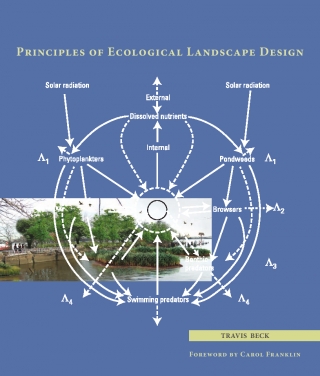 PRINCIPLES OF ECOLOGICAL LANDSCAPE DESIGN
Solar radiation Solar radiation
External
Dissolved nutrients
Internal
Λ1 Phytoplankters Pondweeds Λ1
Browsers Λ2
Λ3
Λ4 Swimming predators Λ4
TRAVIS BECK
FOREWORD BY CAROL FRANKLIN